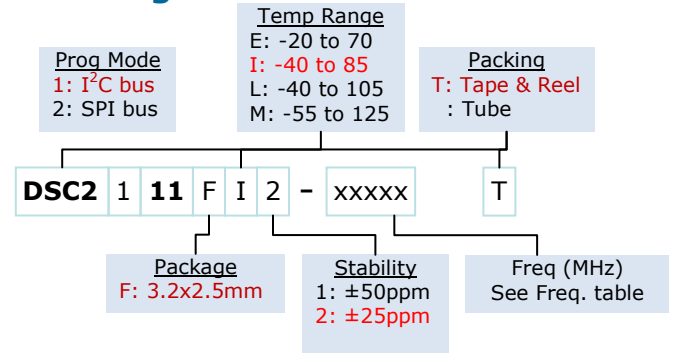 Prog Mode
1: I²C bus
2: SPI bus
Temp Range
E: -20 to 70
I: -40 to 85
L: -40 to 105
M: -55 to 125
Packing
T: Tape & Reel
: Tube
DSC2 1 11 F I 2 - xxxxx T
Package
F: 3.2x2.5mm
Stability
1: ±50ppm
2: ±25ppm
Freq (MHz)
See Freq. table